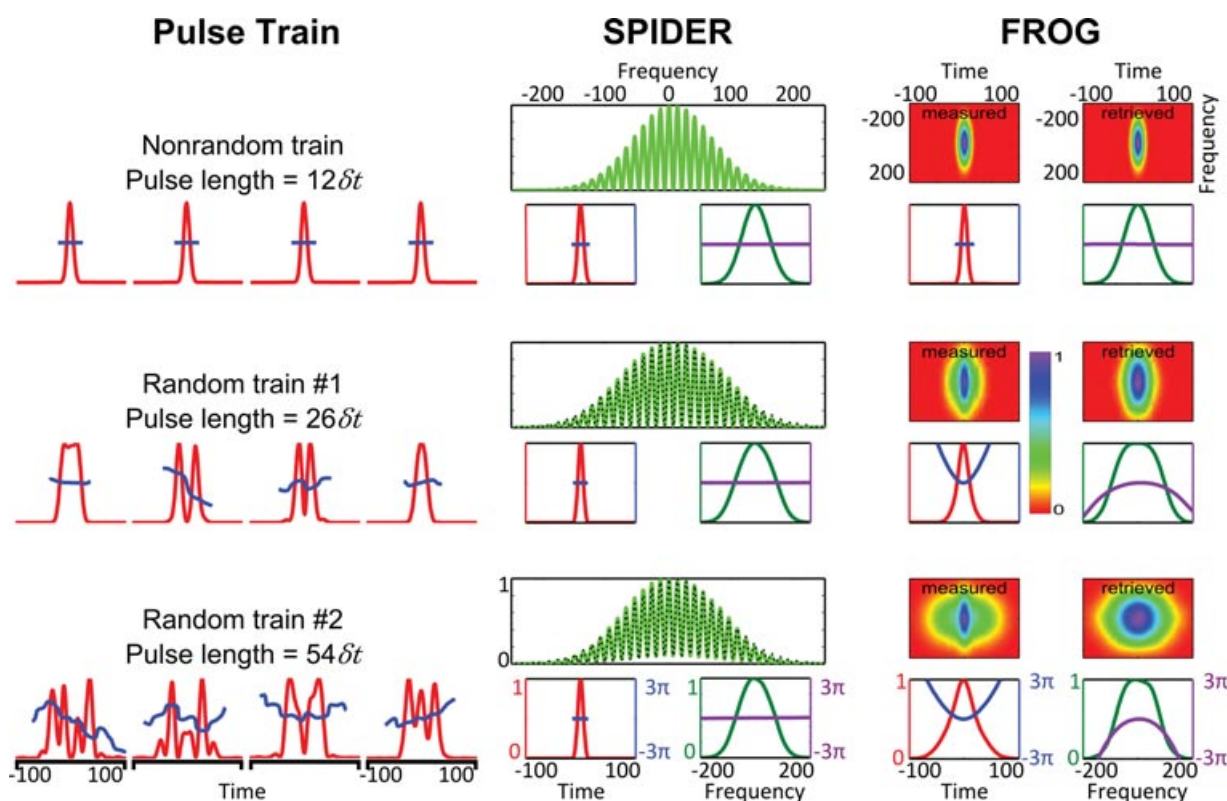 Pulse Train
SPIDER
FROG
Frequency
-200 -100 0 100 200
Time
-100 100
Time
-100 100
Nonrandom train
Pulse length = 12δt
measured
retrieved
-200
200
Frequency
Random train #1
Pulse length = 26δt
measured
retrieved
1
0
Random train #2
Pulse length = 54δt
1
0
measured
retrieved
1
0
3π
-3π
1
0
3π
-3π
1
0
3π
-3π
1
0
3π
-3π
-100 100
Time
-100 100
Time
-200 200
Frequency
-100 100
Time
-200 200
Frequency